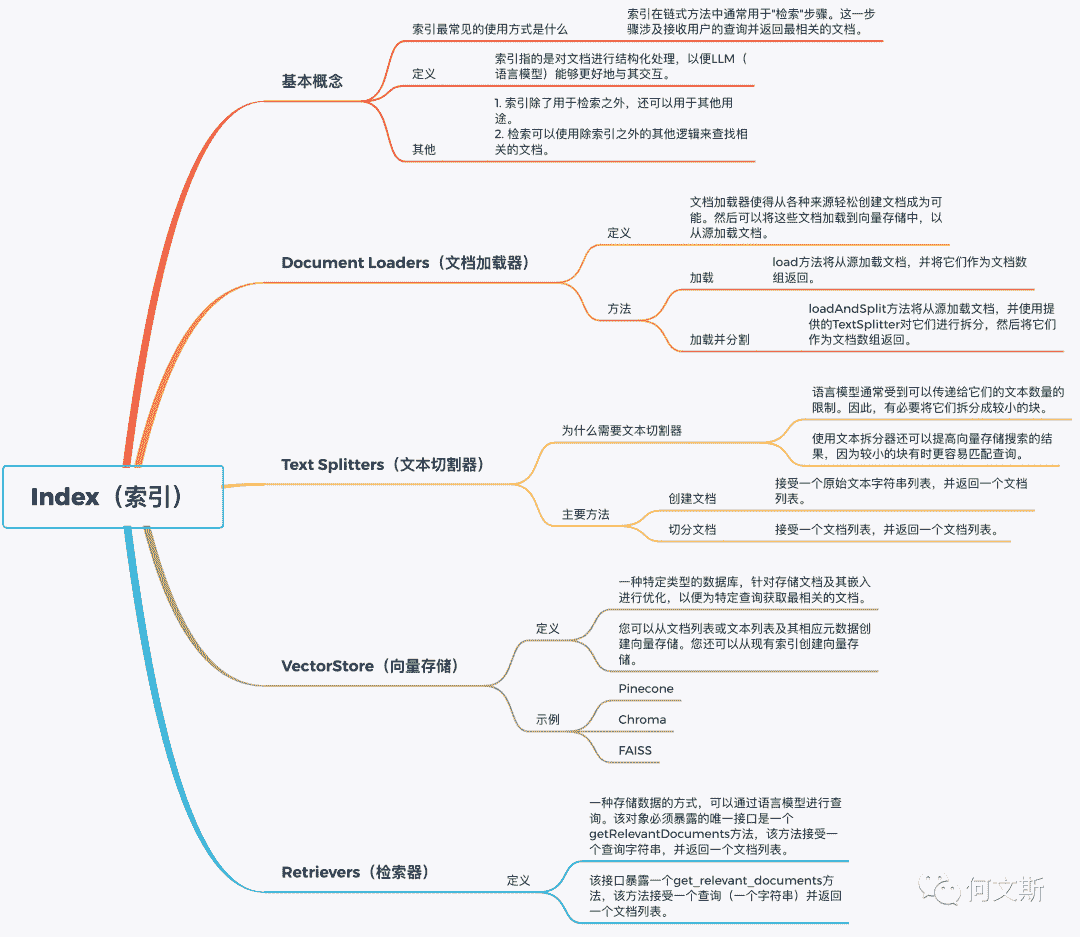 Index（索引）
基本概念
索引最常见的使用方式是什么
索引在链式方法中通常用于"检索"步骤。这一步
骤涉及接收用户的查询并返回最相关的文档。
定义
索引指的是对文档进行结构化处理，以便LLM（
语言模型）能够更好地与其交互。
其他
1. 索引除了用于检索之外，还可以用于其他用
途。
2. 检索可以使用除索引之外的其他逻辑来查找相
关的文档。
Document Loaders（文档加载器）
定义
文档加载器使得从各种来源轻松创建文档成为可
能。然后可以将这些文档加载到向量存储中，以
从源加载文档。
方法
加载
load方法将从源加载文档，并将它们作为文档数
组返回。
加载并分割
loadAndSplit方法将从源加载文档，并使用提
供的TextSplitter对它们进行拆分，然后将它们
作为文档数组返回。
Text Splitters（文本切割器）
为什么需要文本切割器
语言模型通常受到可以传递给它们的文本数量的
限制。因此，有必要将它们拆分成较小的块。
使用文本拆分器还可以提高向量存储搜索的结
果，因为较小的块有时更容易匹配查询。
主要方法
创建文档
接受一个原始文本字符串列表，并返回一个文档
列表。
切分文档
接受一个文档列表，并返回一个文档列表。
VectorStore（向量存储）
定义
一种特定类型的数据库，针对存储文档及其嵌入
进行优化，以便为特定查询获取最相关的文档。
您可以从文档列表或文本列表及其相应元数据创
建向量存储。您还可以从现有索引创建向量存
储。
示例
Pinecone
Chroma
FAISS
Retrievers（检索器）
定义
一种存储数据的方式，可以通过语言模型进行查
询。该对象必须暴露的唯一接口是一个
getRelevantDocuments方法，该方法接受一
个查询字符串，并返回一个文档列表。
该接口暴露一个get_relevant_documents方
法，该方法接受一个查询（一个字符串）并返回
一个文档列表。
何文斯